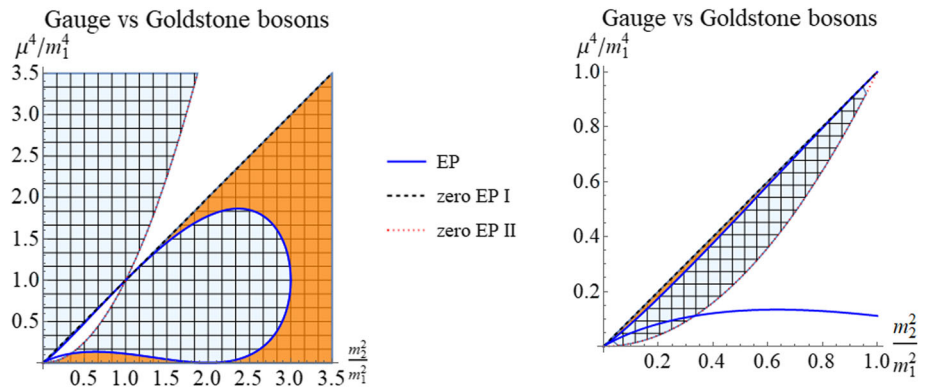 Gauge vs Goldstone bosons
μ⁴/m₁⁴
3.5
3.0
2.5
2.0
1.5
1.0
0.5
0.5 1.0 1.5 2.0 2.5 3.0 3.5
m₂²/m₁²
EP
zero EP I
zero EP II
Gauge vs Goldstone bosons
μ⁴/m₁⁴
1.0
0.8
0.6
0.4
0.2
0.2 0.4 0.6 0.8 1.0
m₂²/m₁²